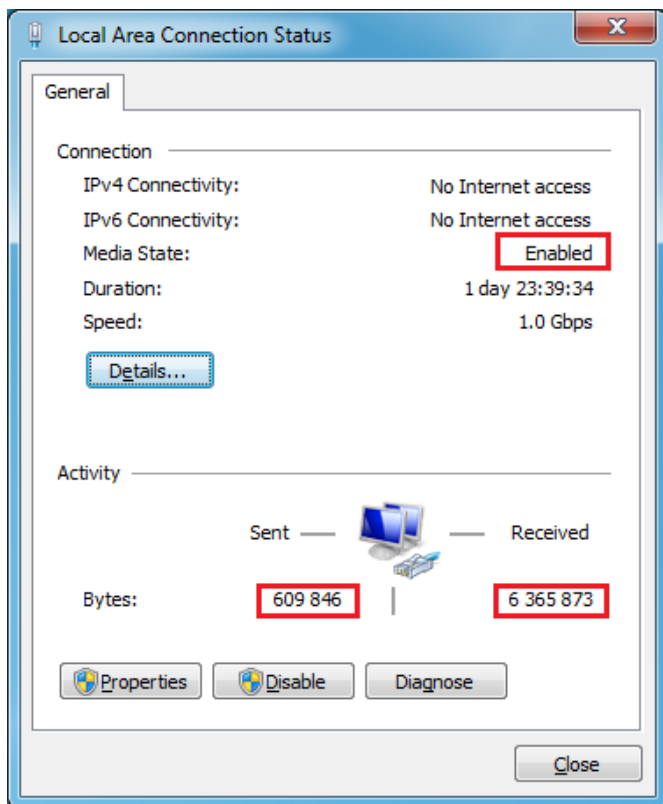 Local Area Connection Status
General
Connection
IPv4 Connectivity: No Internet access
IPv6 Connectivity: No Internet access
Media State: Enabled
Duration: 1 day 23:39:34
Speed: 1.0 Gbps
Details...
Activity
Sent Received
Bytes: 609 846 6 365 873
Properties Disable Diagnose
Close